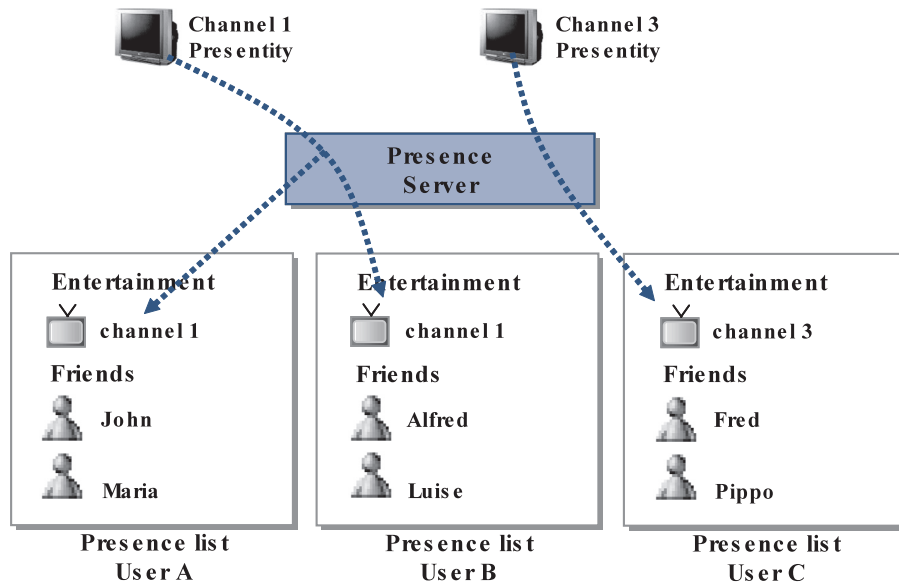 Channel 1
Presentity
Channel 3
Presentity
Presence
Server
Entertainment
channel 1
Friends
John
Maria
Presence list
User A
Entertainment
channel 1
Friends
Alfred
Luise
Presence list
User B
Entertainment
channel 3
Friends
Fred
Pippo
Presence list
User C